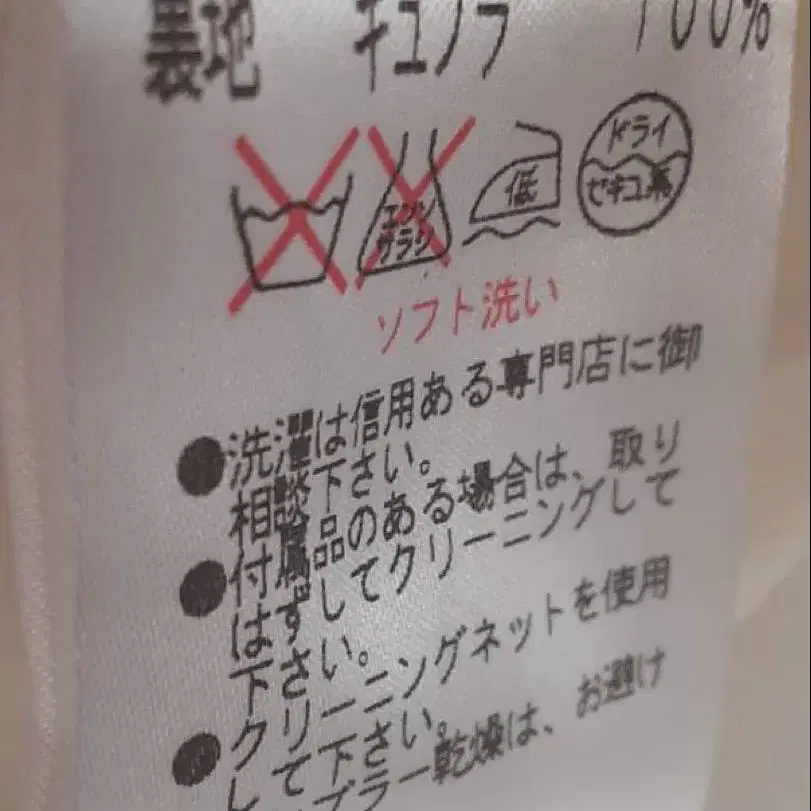 裏地 キュプラ 100%
エンソ
サラシ
低
ドライ
セキユ系
ソフト洗い
●洗濯は信用ある専門店に御
相談下さい。
●付属品のある場合は、取り
はずしてクリーニングして
下さい。
●クリーニングネットを使用
して下さい。
ンブラー乾燥は、お避け